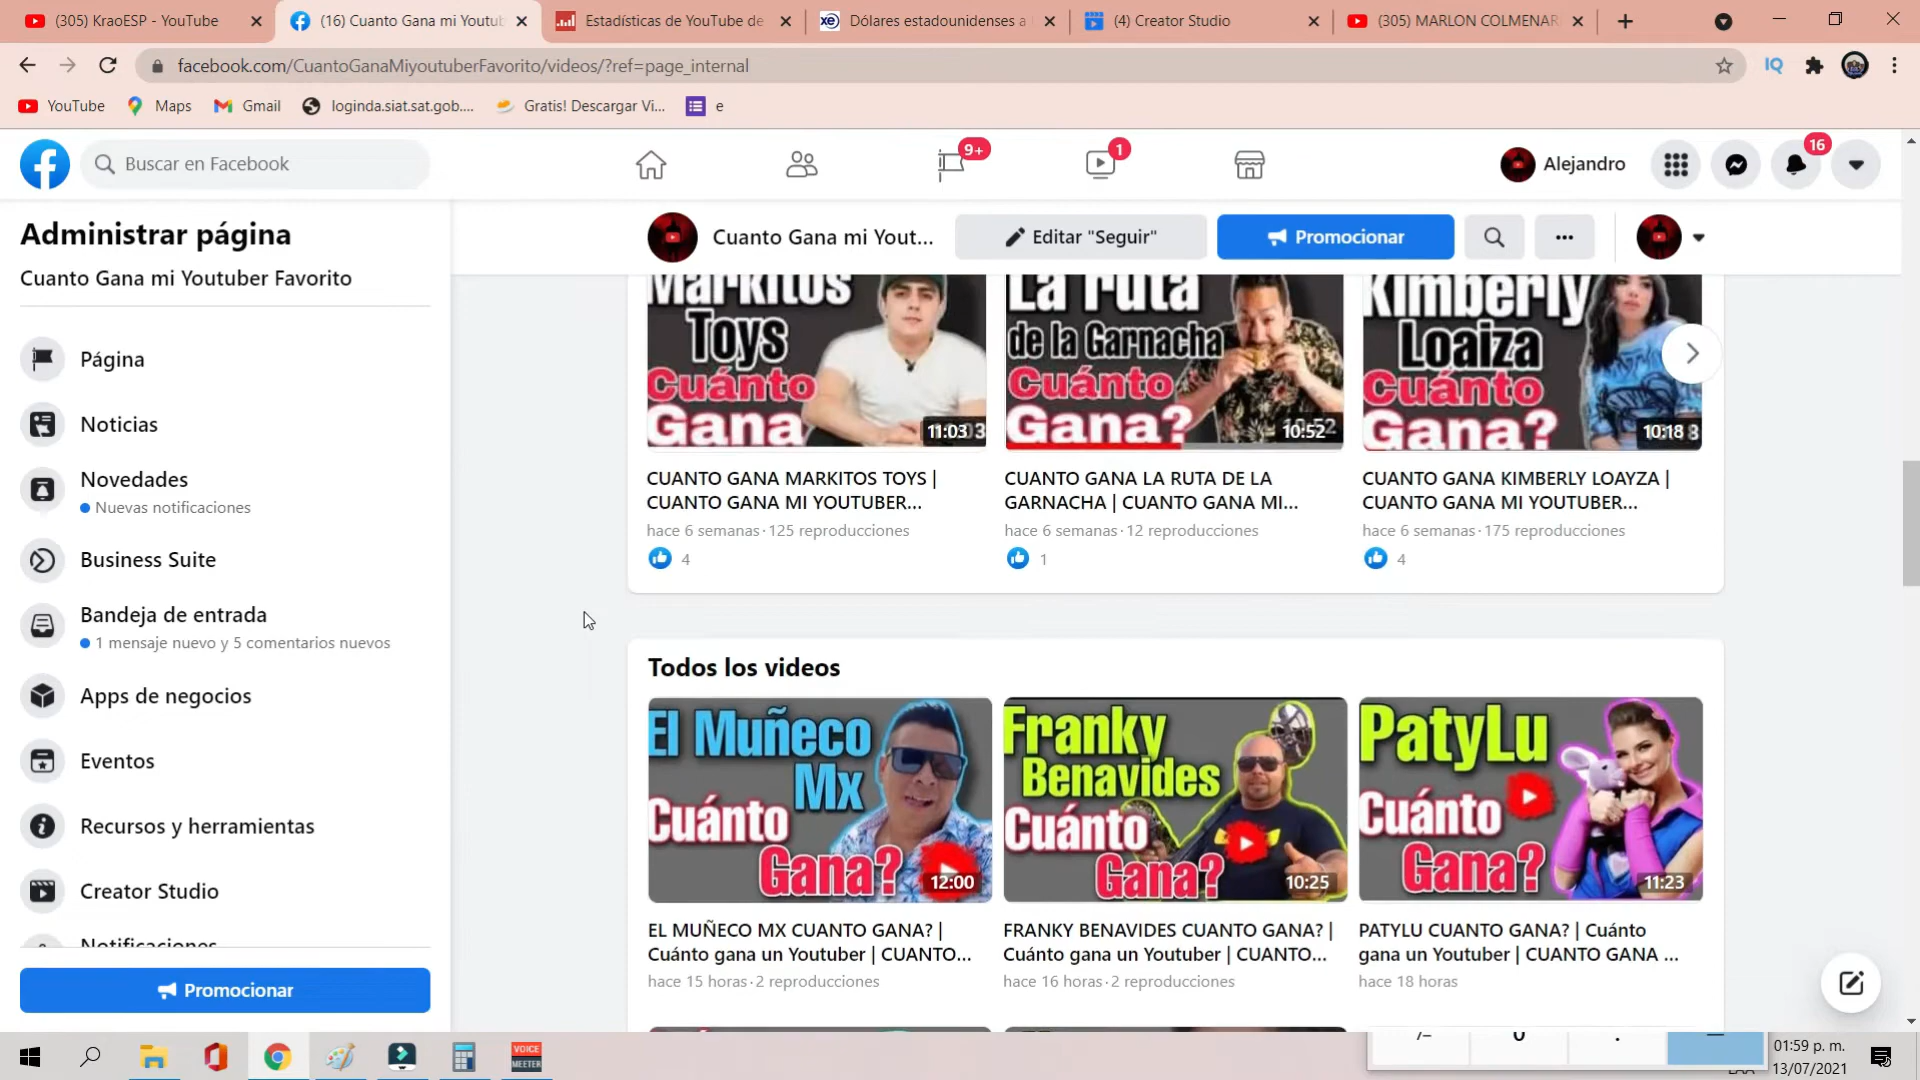 (305) KraoESP - YouTube
(16) Cuanto Gana mi Youtub
Estadísticas de YouTube de
Dólares estadounidenses a
(4) Creator Studio
(305) MARLON COLMENAR
facebook.com/CuantoGanaMiyoutuberFavorito/videos/?ref=page_internal
YouTube
Maps
Gmail
loginda.siat.sat.gob....
Gratis! Descargar Vi...
e
Buscar en Facebook
9+
1
Alejandro
16
Administrar página
Cuanto Gana mi Youtuber Favorito
Página
Noticias
Novedades
Nuevas notificaciones
Business Suite
Bandeja de entrada
1 mensaje nuevo y 5 comentarios nuevos
Apps de negocios
Eventos
Recursos y herramientas
Creator Studio
Notificaciones
Promocionar
Cuanto Gana mi Yout...
Editar "Seguir"
Promocionar
Markitos
Toys
Cuánto
Gana
11:03
La ruta
de la Garnacha
Cuánto
Gana?
10:52
Kimberly
Loaiza
Cuánto
Gana?
10:18
CUANTO GANA MARKITOS TOYS |
CUANTO GANA MI YOUTUBER...
hace 6 semanas · 125 reproducciones
4
CUANTO GANA LA RUTA DE LA
GARNACHA | CUANTO GANA MI...
hace 6 semanas · 12 reproducciones
1
CUANTO GANA KIMBERLY LOAYZA |
CUANTO GANA MI YOUTUBER...
hace 6 semanas · 175 reproducciones
4
Todos los videos
El Muñeco
Mx
Cuánto
Gana?
12:00
Franky
Benavides
Cuánto
Gana?
10:25
PatyLu
Cuánto
Gana?
11:23
EL MUÑECO MX CUANTO GANA? |
Cuánto gana un Youtuber | CUANTO...
hace 15 horas · 2 reproducciones
FRANKY BENAVIDES CUANTO GANA? |
Cuánto gana un Youtuber | CUANTO...
hace 16 horas · 2 reproducciones
PATYLU CUANTO GANA? | Cuánto
gana un Youtuber | CUANTO GANA ...
hace 18 horas
VOICE
MEETER
01:59 p. m.
13/07/2021